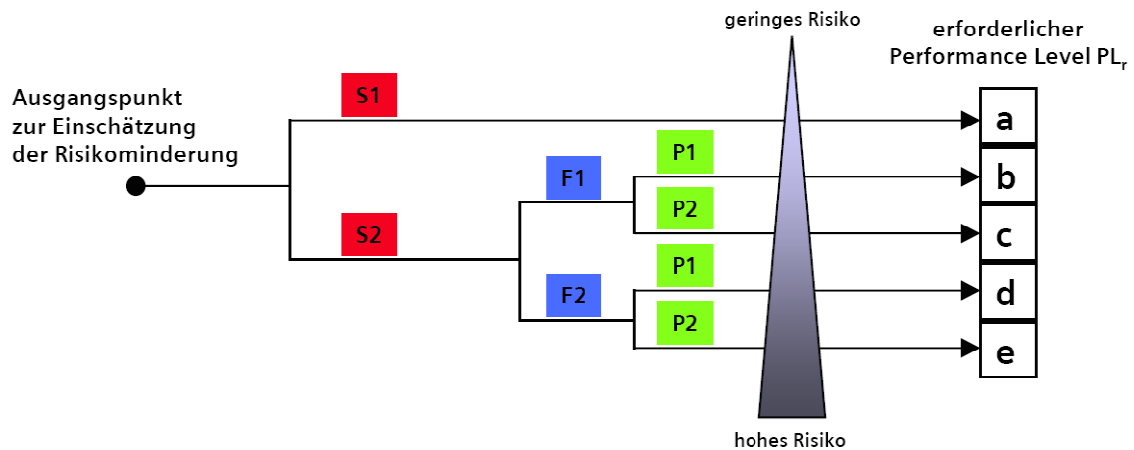 geringes Risiko
erforderlicher
Performance Level PLr
Ausgangspunkt
zur Einschätzung
der Risikominderung
S1
a
P1
F1
b
P2
S2
c
P1
F2
d
P2
e
hohes Risiko